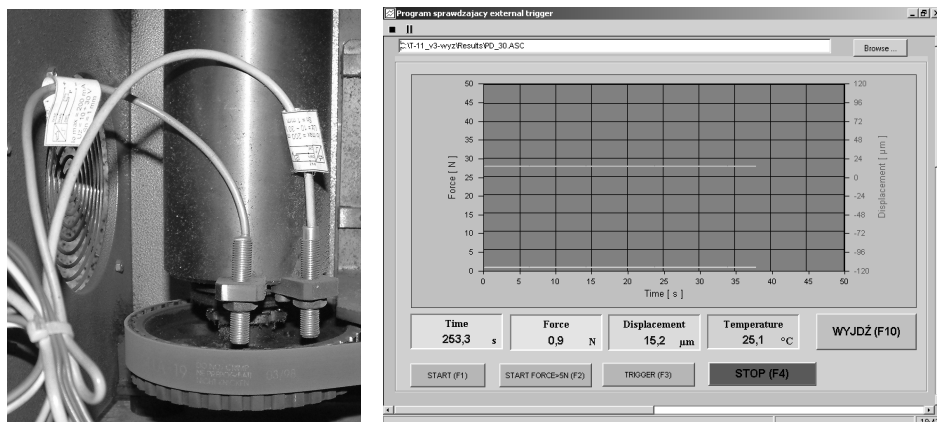 Program sprawdzajacy external trigger
C:\T-11_v3-wyz\Results\PD_30.ASC
Browse ...
50
45
40
35
30
25
20
15
10
5
0
Force [ N ]
120
96
72
48
24
0
-24
-48
-72
-96
-120
Displacement [ µm ]
0 5 10 15 20 25 30 35 40 45 50
Time [ s ]
Time
253,3 s
Force
0,9 N
Displacement
15,2 µm
Temperature
25,1 °C
WYJDŹ (F10)
START (F1)
START FORCE>5N (F2)
TRIGGER (F3)
STOP (F4)